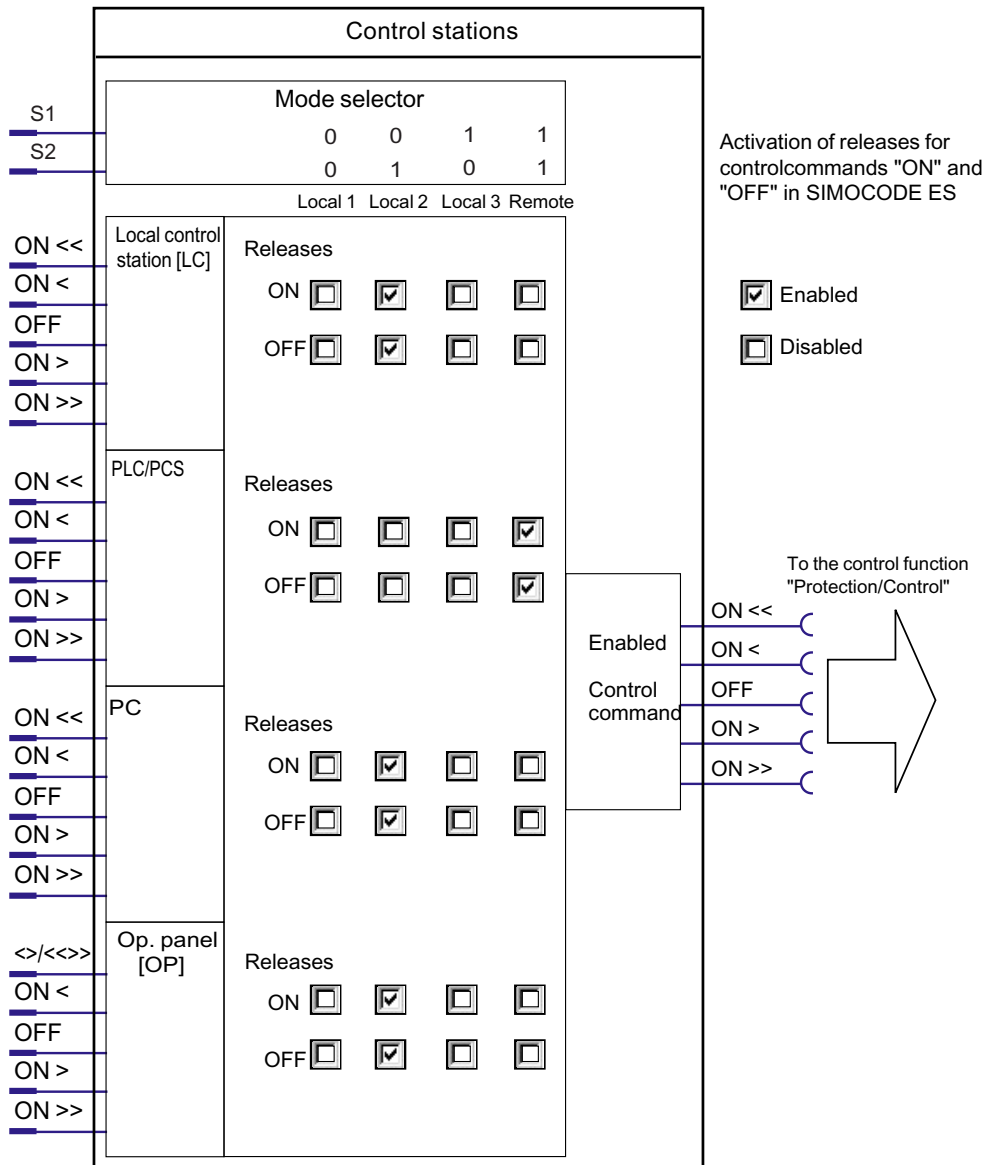 Control stations
Mode selector
S1
0 0 1 1
S2
0 1 0 1
Local 1 Local 2 Local 3 Remote
Activation of releases for
controlcommands "ON" and
"OFF" in SIMOCODE ES
Enabled
Disabled
Local control
station [LC]
ON <<
ON <
OFF
ON >
ON >>
Releases
ON
OFF
PLC/PCS
ON <<
ON <
OFF
ON >
ON >>
Releases
ON
OFF
PC
ON <<
ON <
OFF
ON >
ON >>
Releases
ON
OFF
Op. panel
[OP]
<>/<<>>
ON <
OFF
ON >
ON >>
Releases
ON
OFF
Enabled
Control
command
To the control function
"Protection/Control"
ON <<
ON <
OFF
ON >
ON >>